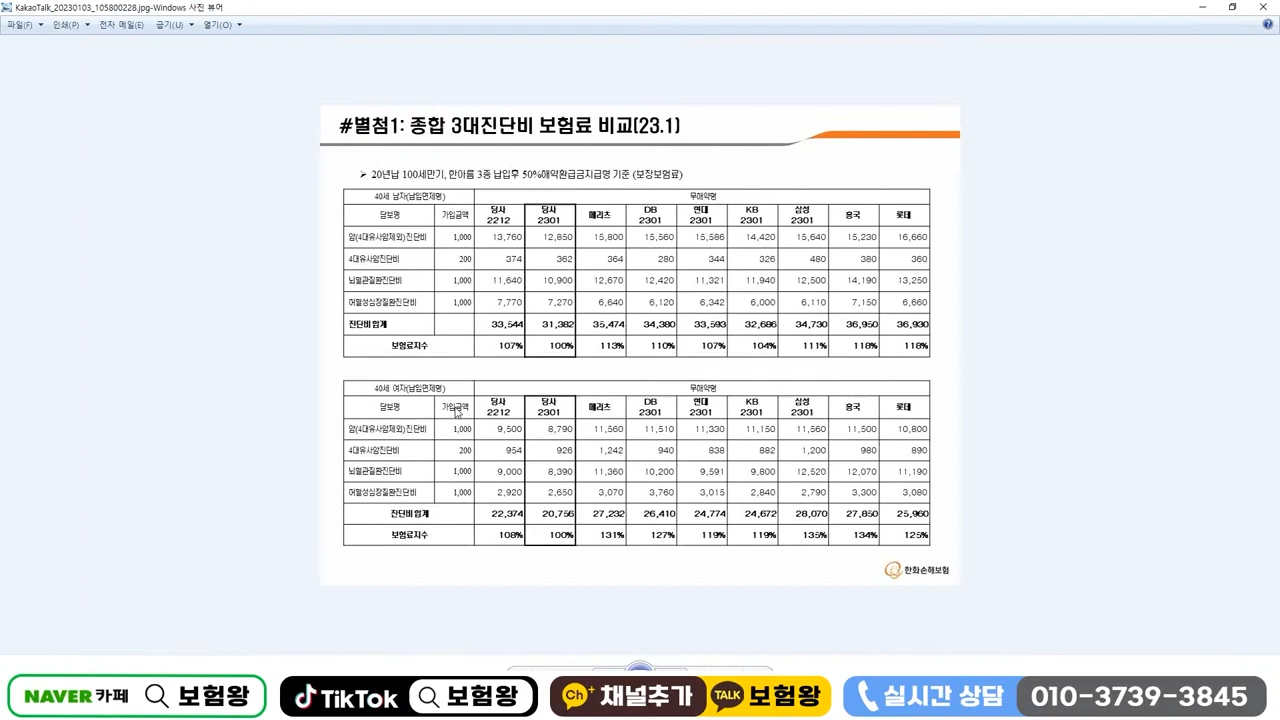 KakaoTalk_20230103_105800228.jpg-Windows 사진 뷰어
파일(F) 인쇄(P) 전자 메일(E) 굽기(U) 열기(O)
#별첨1: 종합 3대진단비 보험료 비교(23.1)
➢ 20년납 100세만기, 한아름 3종 납입후 50%해약환급금지급형 기준 (보장보험료)
40세 남자(납입면제형) 무해약형
담보명 가입금액 당사 2212 당사 2301 메리츠 DB 2301 현대 2301 KB 2301 삼성 2301 흥국 롯데
암(4대유사암제외)진단비 1,000 13,760 12,850 15,800 15,560 15,586 14,420 15,640 15,230 16,660
4대유사암진단비 200 374 362 364 280 344 326 480 380 360
뇌혈관질환진단비 1,000 11,640 10,900 12,670 12,420 11,321 11,940 12,500 14,190 13,250
허혈성심장질환진단비 1,000 7,770 7,270 6,640 6,120 6,342 6,000 6,110 7,150 6,660
진단비 합계 33,544 31,382 35,474 34,380 33,593 32,686 34,730 36,950 36,930
보험료지수 107% 100% 113% 110% 107% 104% 111% 118% 118%
40세 여자(납입면제형) 무해약형
담보명 가입금액 당사 2212 당사 2301 메리츠 DB 2301 현대 2301 KB 2301 삼성 2301 흥국 롯데
암(4대유사암제외)진단비 1,000 9,500 8,790 11,560 11,510 11,330 11,150 11,560 11,500 10,800
4대유사암진단비 200 954 926 1,242 940 838 882 1,200 980 890
뇌혈관질환진단비 1,000 9,000 8,390 11,360 10,200 9,591 9,800 12,520 12,070 11,190
허혈성심장질환진단비 1,000 2,920 2,650 3,070 3,760 3,015 2,840 2,790 3,300 3,080
진단비 합계 22,374 20,756 27,232 26,410 24,774 24,672 28,070 27,850 25,960
보험료지수 108% 100% 131% 127% 119% 119% 135% 134% 125%
한화손해보험
NAVER 카페 보험왕 TikTok 보험왕 Ch+ 채널추가 TALK 보험왕 실시간 상담 010-3739-3845